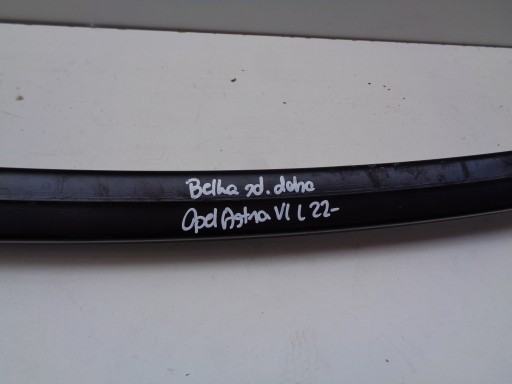 Belka zd. dolna
Opel Astra VI L 22-